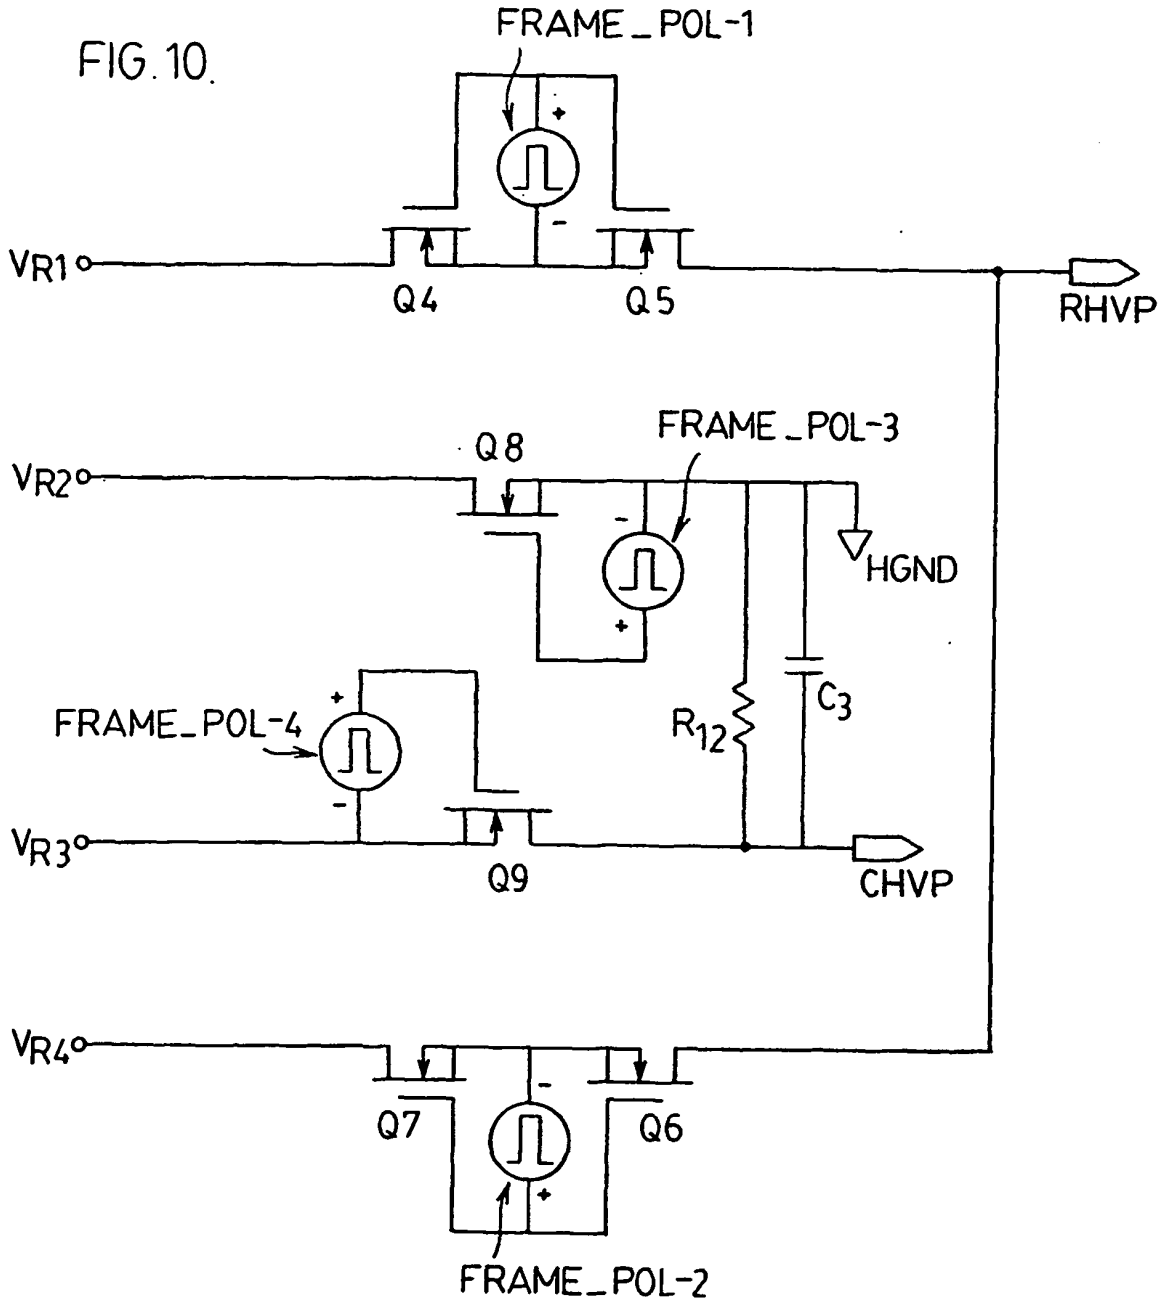 FRAME_POL-1
FIG. 10.
+
-
VR1
Q4
Q5
RHVP
FRAME_POL-3
Q8
VR2
-
HGND
+
+
C3
R12
FRAME_POL-4
-
VR3
Q9
CHVP
VR4
-
Q7
Q6
+
FRAME_POL-2